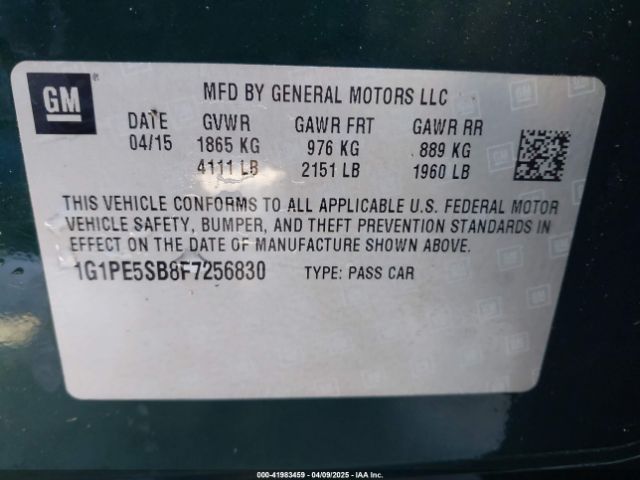 GM
MFD BY GENERAL MOTORS LLC
DATE GVWR GAWR FRT GAWR RR
04/15 1865 KG 976 KG 889 KG
4111 LB 2151 LB 1960 LB
THIS VEHICLE CONFORMS TO ALL APPLICABLE U.S. FEDERAL MOTOR
VEHICLE SAFETY, BUMPER, AND THEFT PREVENTION STANDARDS IN
EFFECT ON THE DATE OF MANUFACTURE SHOWN ABOVE.
1G1PE5SB8F7256830 TYPE: PASS CAR
000-41983459 - 04/09/2025 - IAAI.COM